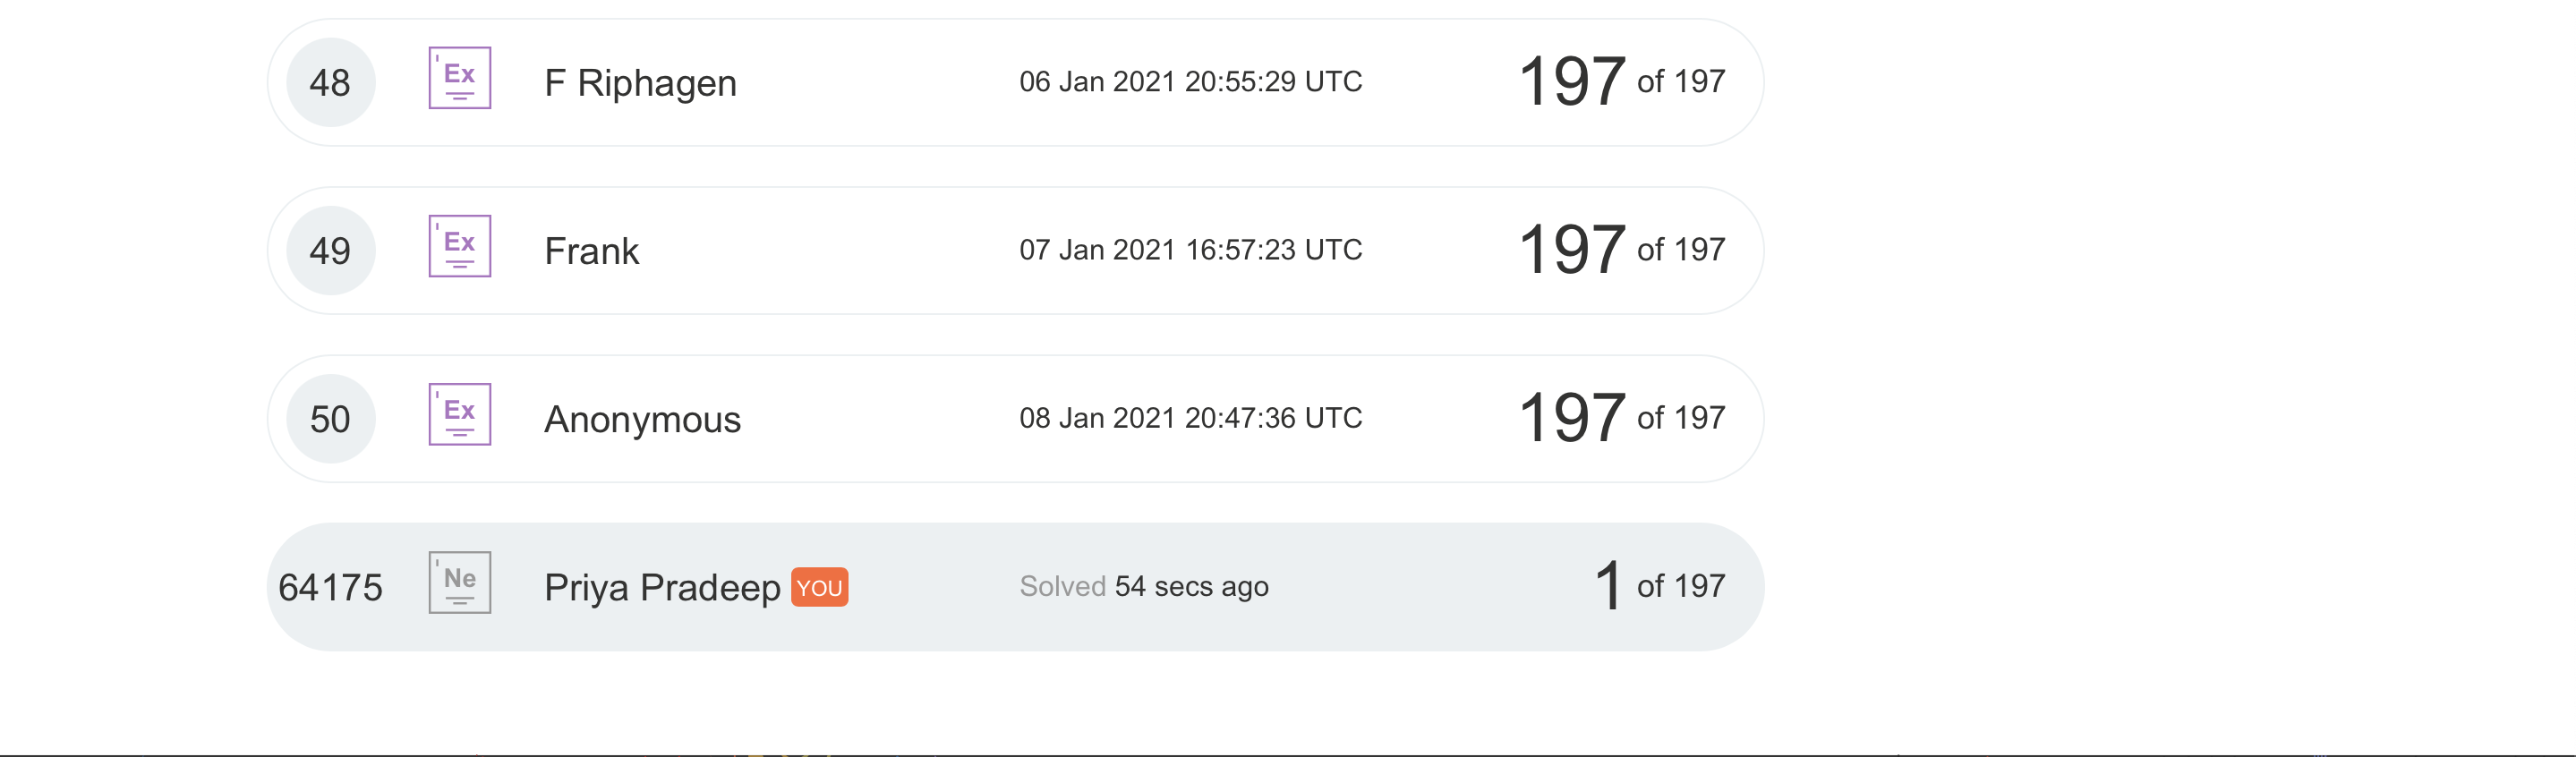 48 'Ex F Riphagen 06 Jan 2021 20:55:29 UTC 197 of 197
49 'Ex Frank 07 Jan 2021 16:57:23 UTC 197 of 197
50 'Ex Anonymous 08 Jan 2021 20:47:36 UTC 197 of 197
64175 'Ne Priya Pradeep YOU Solved 54 secs ago 1 of 197